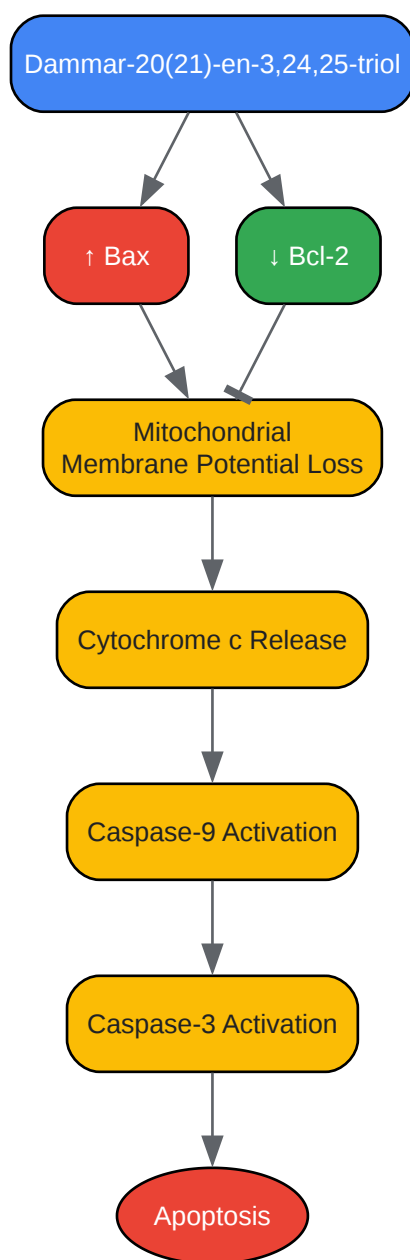 Dammar-20(21)-en-3,24,25-triol
↑ Bax
↓ Bcl-2
Mitochondrial
Membrane Potential Loss
Cytochrome c Release
Caspase-9 Activation
Caspase-3 Activation
Apoptosis